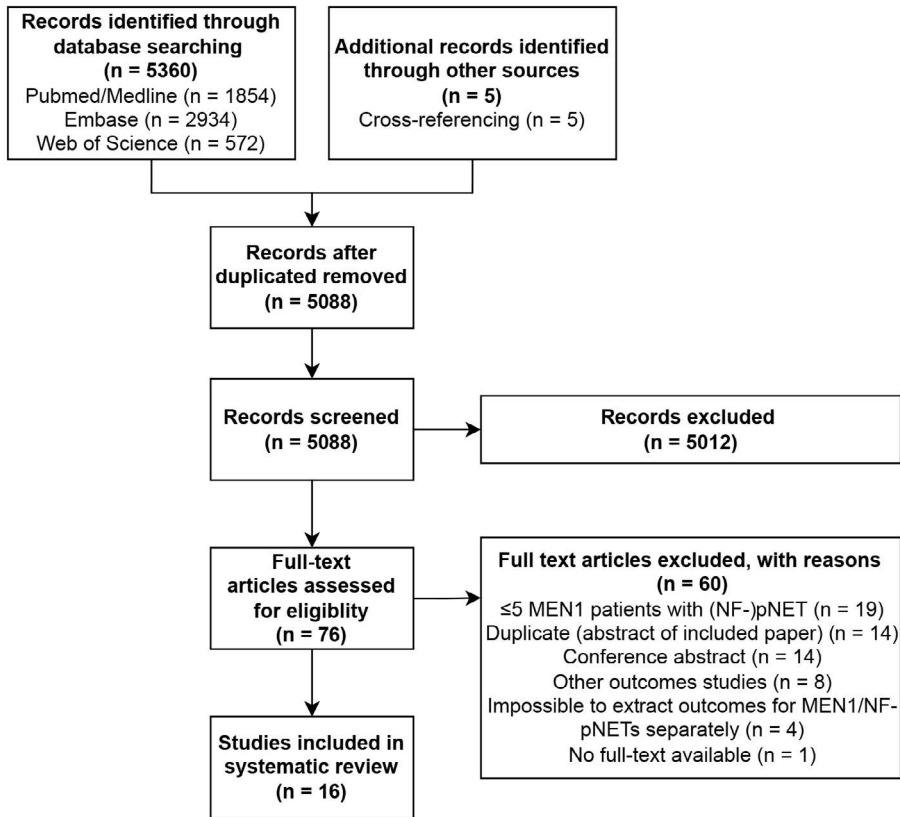 Records identified through
database searching
(n = 5360)
Pubmed/Medline (n = 1854)
Embase (n = 2934)
Web of Science (n = 572)
Additional records identified
through other sources
(n = 5)
Cross-referencing (n = 5)
Records after
duplicated removed
(n = 5088)
Records screened
(n = 5088)
Records excluded
(n = 5012)
Full-text
articles assessed
for eligiblity
(n = 76)
Full text articles excluded, with reasons
(n = 60)
≤5 MEN1 patients with (NF-)pNET (n = 19)
Duplicate (abstract of included paper) (n = 14)
Conference abstract (n = 14)
Other outcomes studies (n = 8)
Impossible to extract outcomes for MEN1/NF-
pNETs separately (n = 4)
No full-text available (n = 1)
Studies included in
systematic review
(n = 16)